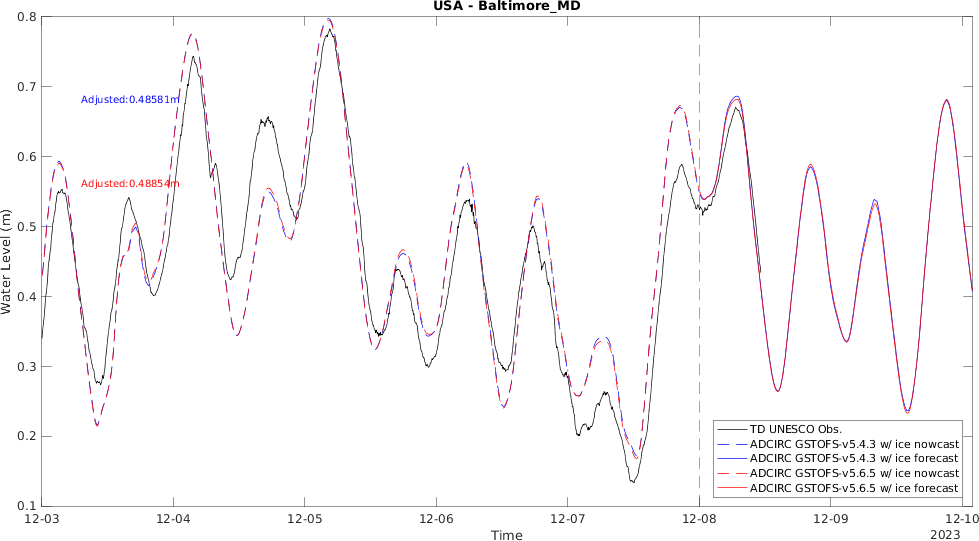 USA - Baltimore_MD
0.8
0.7
0.6
0.5
0.4
0.3
0.2
0.1
Water Level (m)
Adjusted:0.48581m
Adjusted:0.48854m
TD UNESCO Obs.
ADCIRC GSTOFS-v5.4.3 w/ ice nowcast
ADCIRC GSTOFS-v5.4.3 w/ ice forecast
ADCIRC GSTOFS-v5.6.5 w/ ice nowcast
ADCIRC GSTOFS-v5.6.5 w/ ice forecast
12-03 12-04 12-05 12-06 12-07 12-08 12-09 12-10
Time
2023